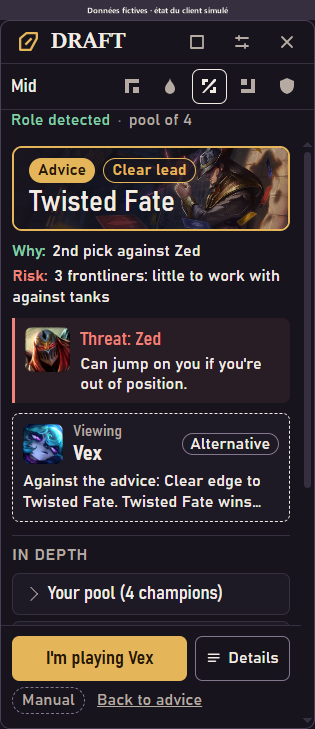 Données fictives · état du client simulé
DRAFT
Mid
Role detected · pool of 4
Advice
Clear lead
Twisted Fate
Why: 2nd pick against Zed
Risk: 3 frontliners: little to work with
against tanks
Threat: Zed
Can jump on you if you're
out of position.
Viewing
Vex
Alternative
Against the advice: Clear edge to
Twisted Fate. Twisted Fate wins…
IN DEPTH
Your pool (4 champions)
I'm playing Vex
Details
Manual
Back to advice